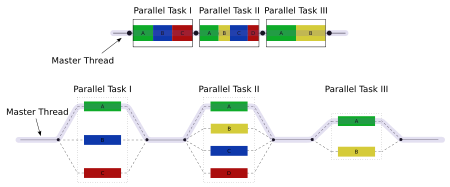 Parallel Task I Parallel Task II Parallel Task III
A B C A B C D A B
Master Thread
Parallel Task I Parallel Task II Parallel Task III
Master Thread
A A
A
B B
B
C C
D